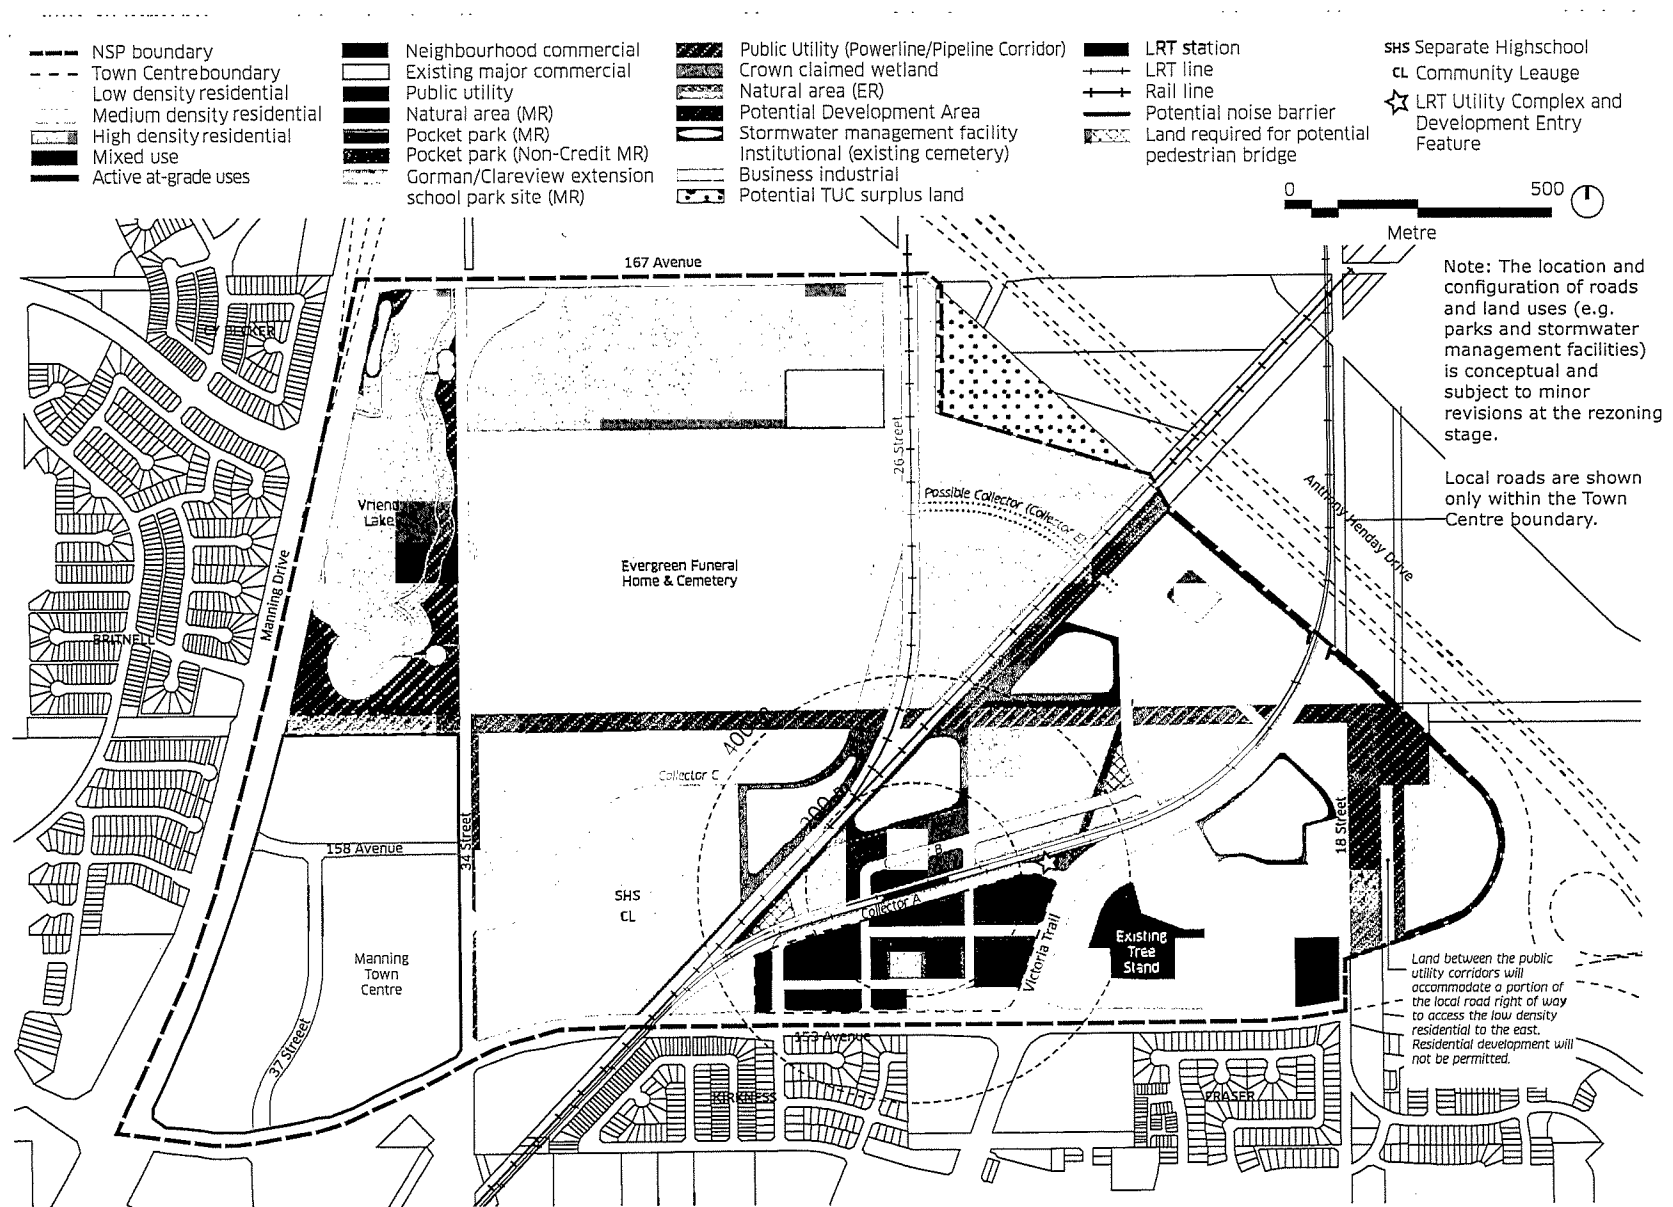 NSP boundary
Town Centreboundary
Low density residential
Medium density residential
High density residential
Mixed use
Active at-grade uses
Neighbourhood commercial
Existing major commercial
Public utility
Natural area (MR)
Pocket park (MR)
Pocket park (Non-Credit MR)
Gorman/Clareview extension
school park site (MR)
Public Utility (Powerline/Pipeline Corridor)
Crown claimed wetland
Natural area (ER)
Potential Development Area
Stormwater management facility
Institutional (existing cemetery)
Business industrial
Potential TUC surplus land
LRT station
LRT line
Rail line
Potential noise barrier
Land required for potential
pedestrian bridge
SHS Separate Highschool
CL Community Leauge
LRT Utility Complex and
Development Entry
Feature
0 500
Metre
Note: The location and
configuration of roads
and land uses (e.g.
parks and stormwater
management facilities)
is conceptual and
subject to minor
revisions at the rezoning
stage.
Local roads are shown
only within the Town
Centre boundary.
167 Avenue
CY BECKER
26 Street
Possible Collector (Collector E)
Anthony Henday Drive
Vriend
Lake
Evergreen Funeral
Home & Cemetery
Manning Drive
BRITNELL
400 m
Collector C
200 m
34 Street
158 Avenue
18 Street
B
SHS
CL
Collector A
Victoria Trail
Existing
Tree
Stand
Manning
Town
Centre
37 Street
153 Avenue
KIRKNESS
FRASER
Land between the public
utility corridors will
accommodate a portion of
the local road right of way
to access the low density
residential to the east.
Residential development will
not be permitted.